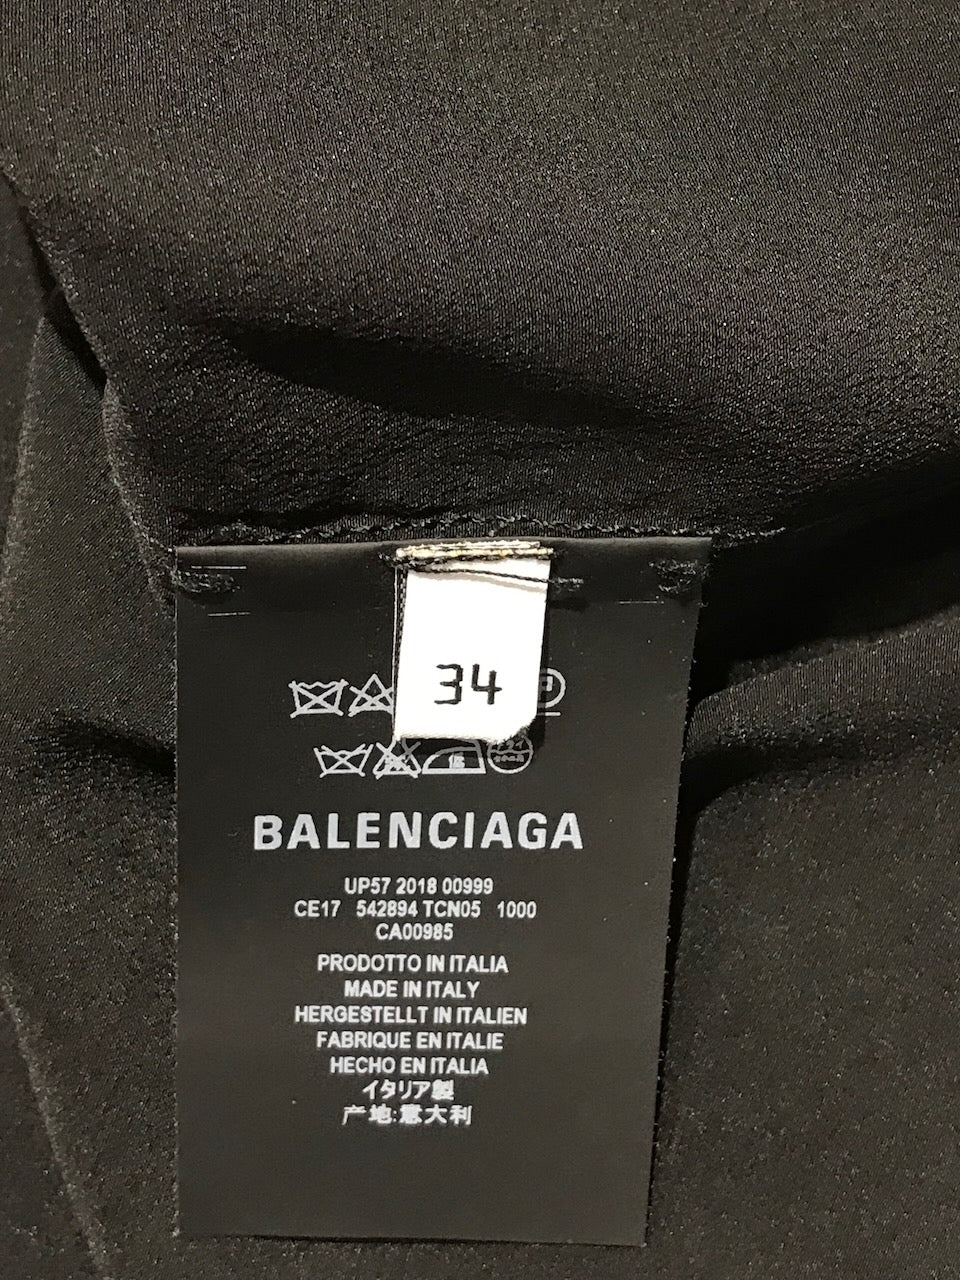 34
P
低
BALENCIAGA
UP57 2018 00999
CE17 542894 TCN05 1000
CA00985
PRODOTTO IN ITALIA
MADE IN ITALY
HERGESTELLT IN ITALIEN
FABRIQUE EN ITALIE
HECHO EN ITALIA
イタリア製
产地:意大利